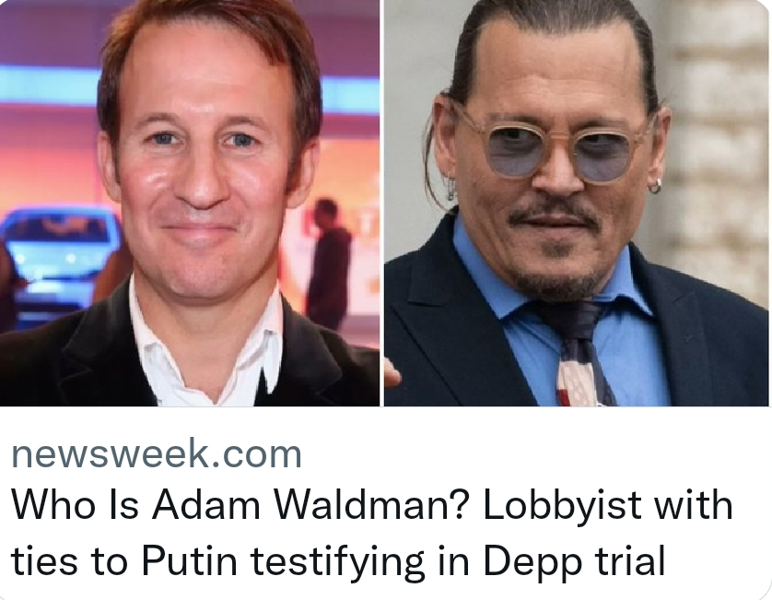 newsweek.com
Who Is Adam Waldman? Lobbyist with
ties to Putin testifying in Depp trial